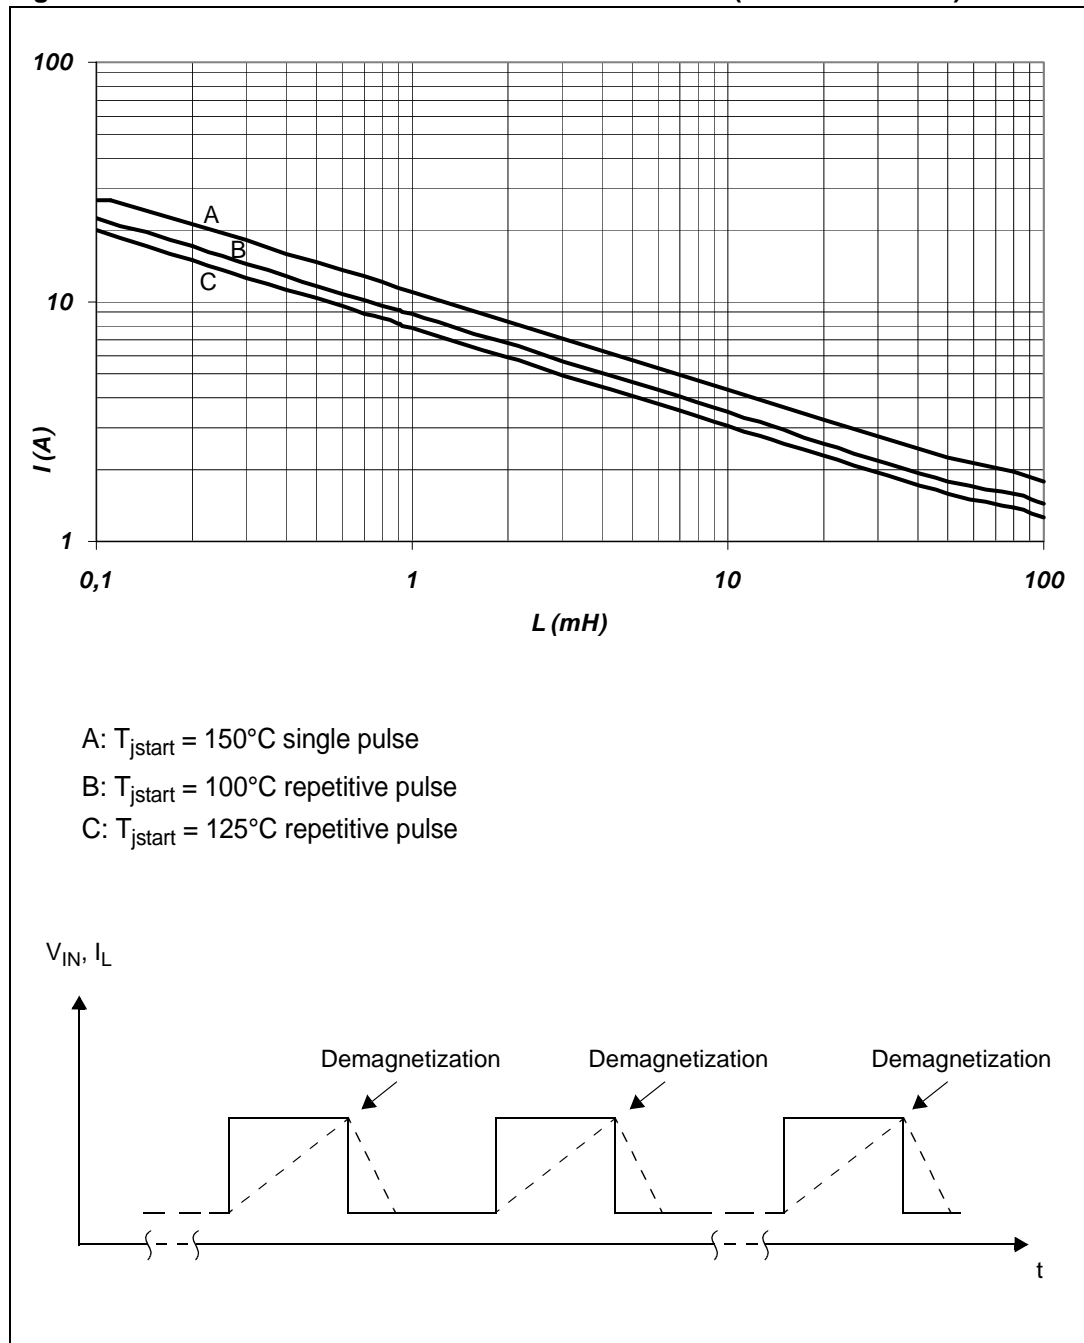 100
A
B
C
10
I (A)
1
0,1 1 10 100
L (mH)
A: Tjstart = 150°C single pulse
B: Tjstart = 100°C repetitive pulse
C: Tjstart = 125°C repetitive pulse
VIN, IL
Demagnetization Demagnetization Demagnetization
t